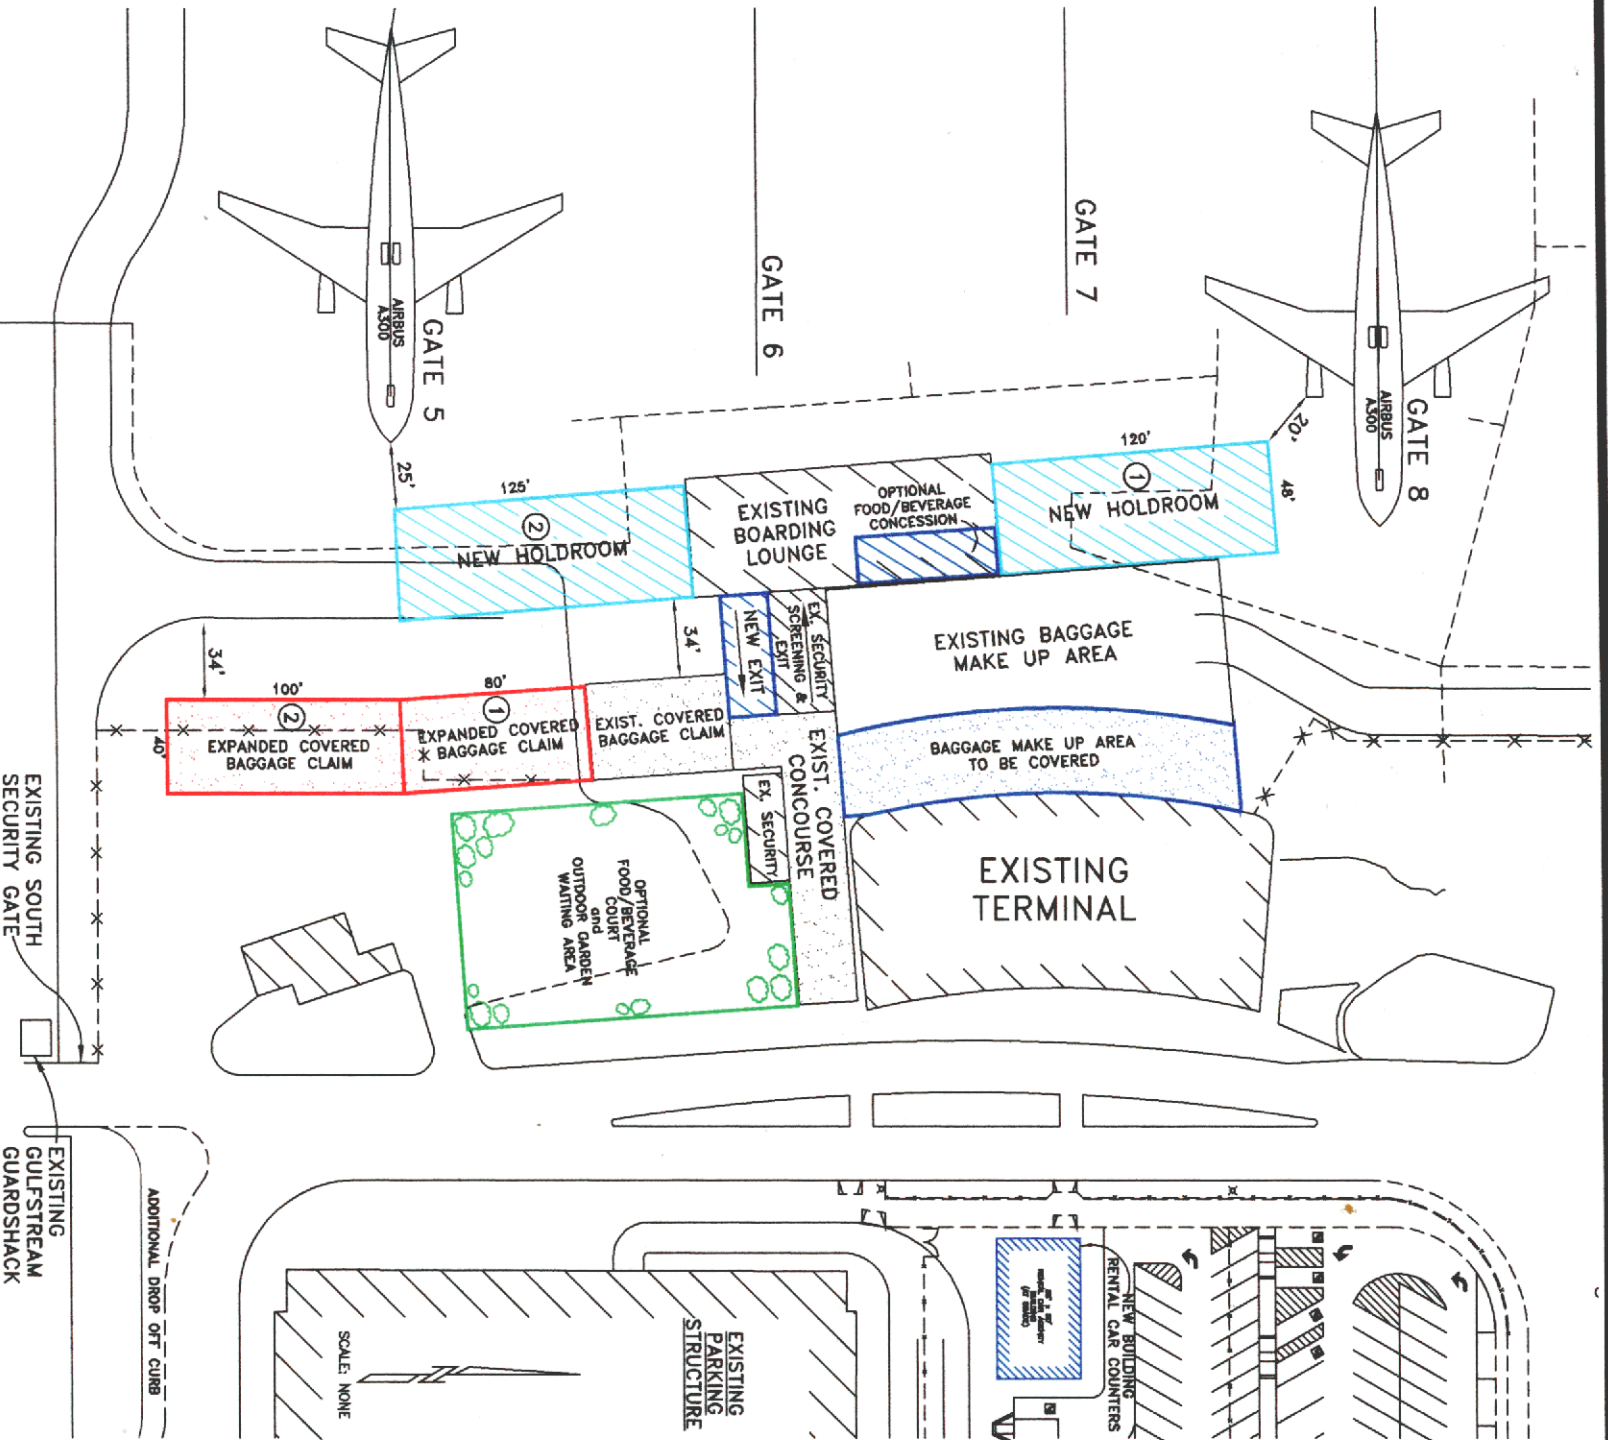 GATE 5
AIRBUS
A300
GATE 6
GATE 7
GATE 8
AIRBUS
A300
20'
25'
125'
②
NEW HOLDROOM
EXISTING
BOARDING
LOUNGE
OPTIONAL
FOOD/BEVERAGE
CONCESSION
120'
①
NEW HOLDROOM
48'
34'
34'
NEW EXIT
EX. SECURITY
SCREENING &
EXIT
EXISTING BAGGAGE
MAKE UP AREA
100'
②
EXPANDED COVERED
BAGGAGE CLAIM
40'
80'
①
EXPANDED COVERED
BAGGAGE CLAIM
EXIST. COVERED
BAGGAGE CLAIM
EXIST. COVERED
CONCOURSE
BAGGAGE MAKE UP AREA
TO BE COVERED
EX. SECURITY
OPTIONAL
FOOD/BEVERAGE
COURT
and
OUTDOOR GARDEN
WAITING AREA
EXISTING
TERMINAL
EXISTING SOUTH
SECURITY GATE
EXISTING
GULFSTREAM
GUARDSHACK
ADDITIONAL DROP OFF CURB
SCALE: NONE
EXISTING
PARKING
STRUCTURE
NEW BUILDING
RENTAL CAR COUNTERS